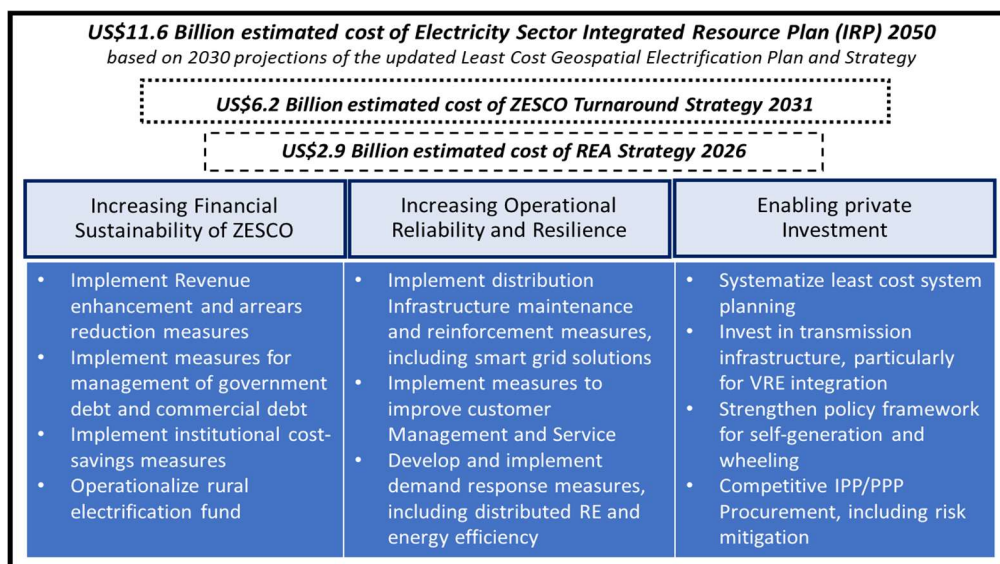 US$11.6 Billion estimated cost of Electricity Sector Integrated Resource Plan (IRP) 2050
based on 2030 projections of the updated Least Cost Geospatial Electrification Plan and Strategy
US$6.2 Billion estimated cost of ZESCO Turnaround Strategy 2031
US$2.9 Billion estimated cost of REA Strategy 2026
Increasing Financial
Sustainability of ZESCO
• Implement Revenue
enhancement and arrears
reduction measures
• Implement measures for
management of government
debt and commercial debt
• Implement institutional cost-
savings measures
• Operationalize rural
electrification fund
Increasing Operational
Reliability and Resilience
• Implement distribution
Infrastructure maintenance
and reinforcement measures,
including smart grid solutions
• Implement measures to
improve customer
Management and Service
• Develop and implement
demand response measures,
including distributed RE and
energy efficiency
Enabling private
Investment
• Systematize least cost system
planning
• Invest in transmission
infrastructure, particularly
for VRE integration
• Strengthen policy framework
for self-generation and
wheeling
• Competitive IPP/PPP
Procurement, including risk
mitigation